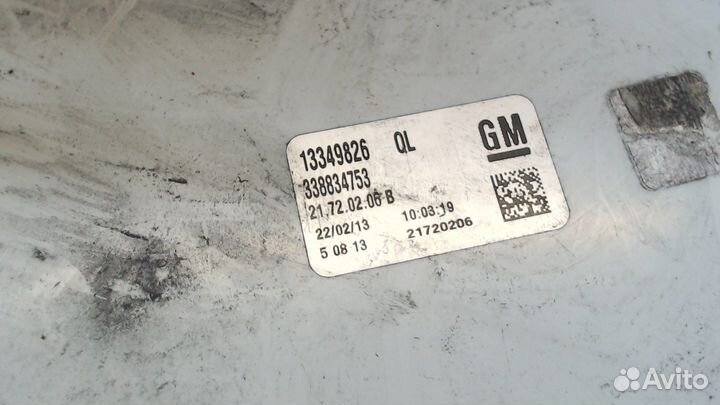 13349826 QL GM
338834753
21.72.02.06 B
22/02/13 10:03:19
5 08 13 21720206
Avito